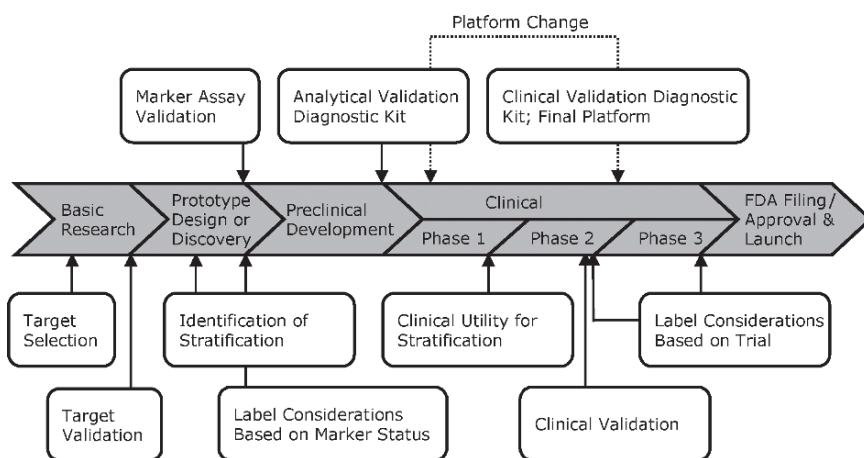 Platform Change
Marker Assay
Validation
Analytical Validation
Diagnostic Kit
Clinical Validation Diagnostic
Kit; Final Platform
Basic
Research
Prototype
Design or
Discovery
Preclinical
Development
Clinical
Phase 1
Phase 2
Phase 3
FDA Filing/
Approval &
Launch
Target
Selection
Identification of
Stratification
Clinical Utility for
Stratification
Label Considerations
Based on Trial
Target
Validation
Label Considerations
Based on Marker Status
Clinical Validation